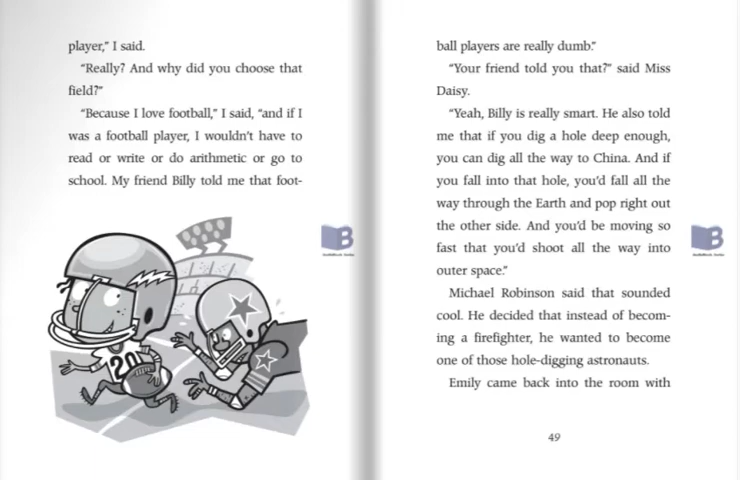 player," I said.
"Really? And why did you choose that
field?"
"Because I love football," I said, "and if I
was a football player, I wouldn't have to
read or write or do arithmetic or go to
school. My friend Billy told me that foot-
20
B
ball players are really dumb."
"Your friend told you that?" said Miss
Daisy.
"Yeah, Billy is really smart. He also told
me that if you dig a hole deep enough,
you can dig all the way to China. And if
you fall into that hole, you'd fall all the
way through the Earth and pop right out
the other side. And you'd be moving so
fast that you'd shoot all the way into
outer space."
Michael Robinson said that sounded
cool. He decided that instead of becom-
ing a firefighter, he wanted to become
one of those hole-digging astronauts.
Emily came back into the room with
49
B